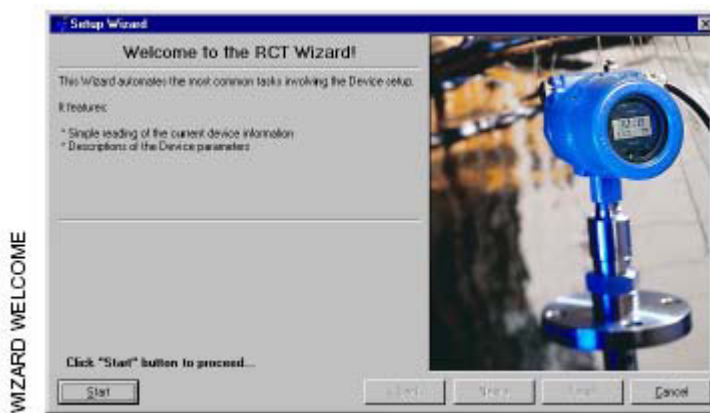 Setup Wizard
Welcome to the RCT Wizard!
This Wizard automates the most common tasks involving the Device setup.
It features:
* Simple reading of the current device information
* Descriptions of the Device parameters
Click "Start" button to proceed...
Start
Cancel
WIZARD WELCOME